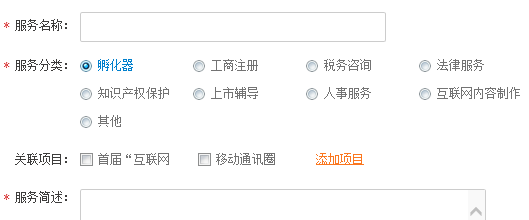 * 服务名称：
* 服务分类： 孵化器 工商注册 税务咨询 法律服务
知识产权保护 上市辅导 人事服务 互联网内容制作
其他
关联项目： 首届“互联网 移动通讯圈 添加项目
* 服务简述：